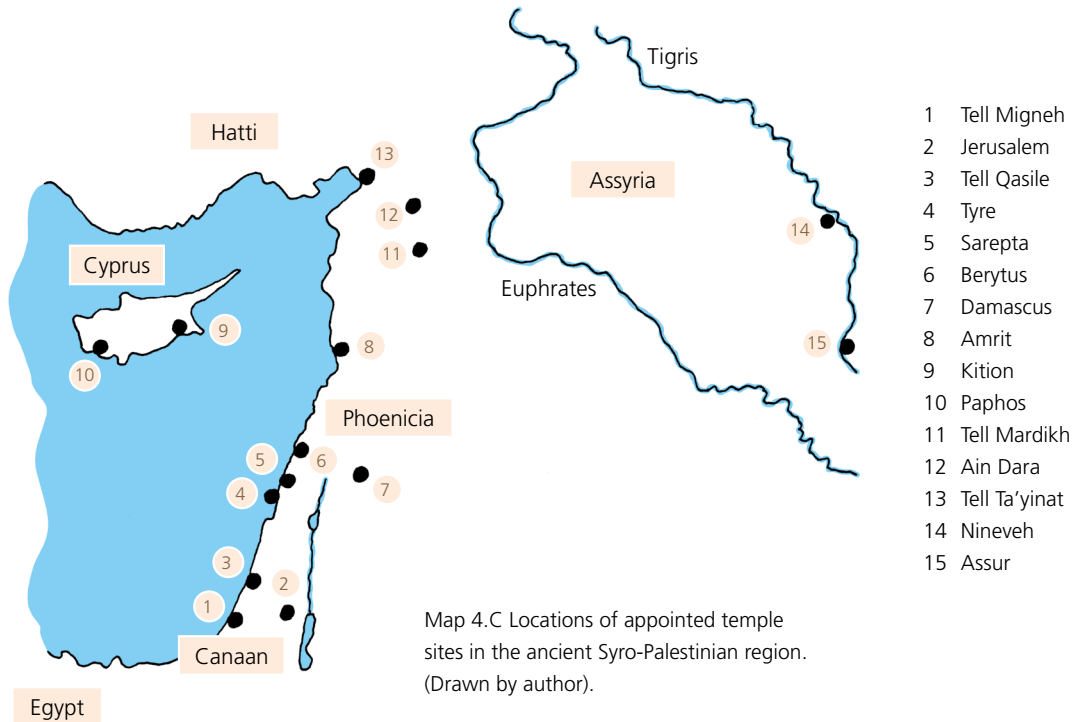 Tigris
Hatti
13
Assyria
12
14
11
Cyprus
Euphrates
9
8
15
10
Phoenicia
5
6
4
7
3
2
1
Canaan
Egypt
1 Tell Migneh
2 Jerusalem
3 Tell Qasile
4 Tyre
5 Sarepta
6 Berytus
7 Damascus
8 Amrit
9 Kition
10 Paphos
11 Tell Mardikh
12 Ain Dara
13 Tell Ta’yinat
14 Nineveh
15 Assur
Map 4.C Locations of appointed temple
sites in the ancient Syro-Palestinian region.
(Drawn by author).